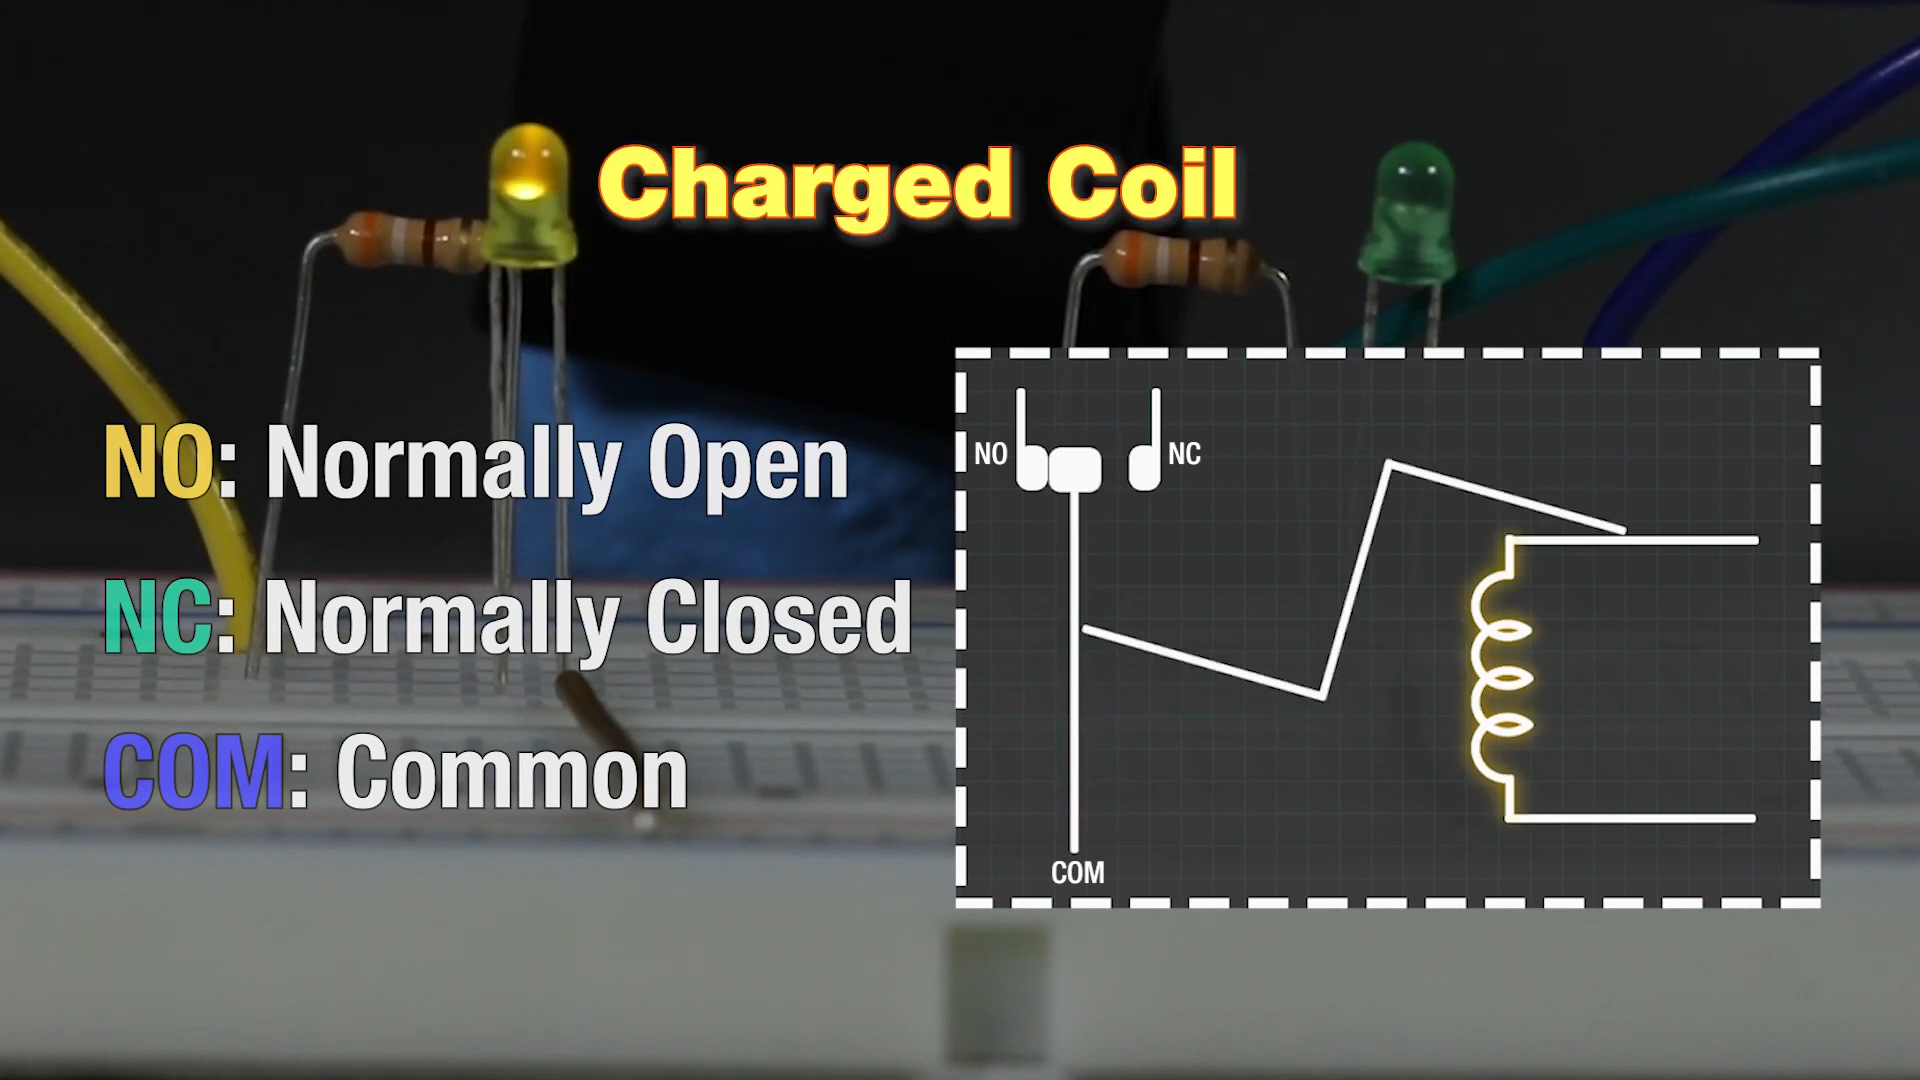 Charged Coil
NO: Normally Open
NC: Normally Closed
COM: Common
NO
NC
COM